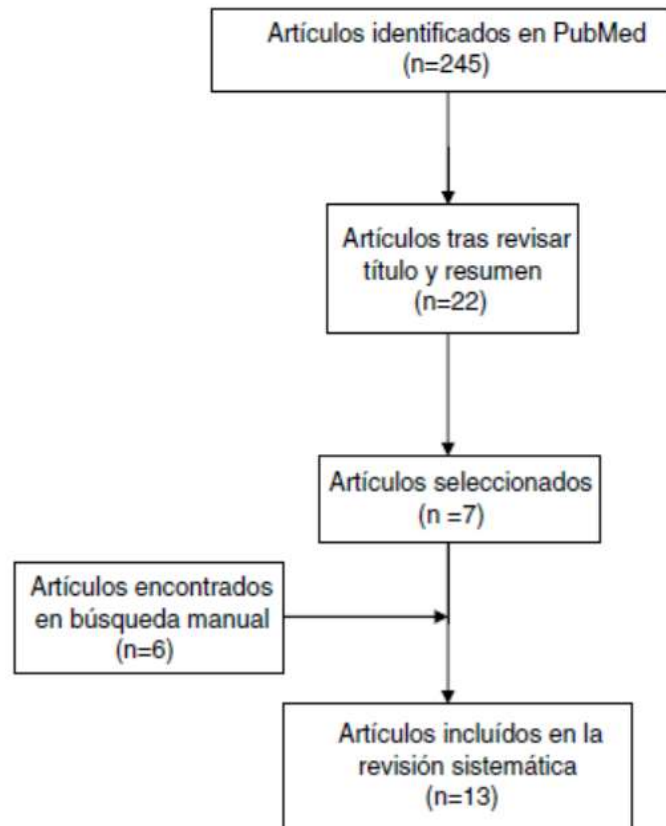 Artículos identificados en PubMed
(n=245)
Artículos tras revisar
título y resumen
(n=22)
Artículos seleccionados
(n =7)
Artículos encontrados
en búsqueda manual
(n=6)
Artículos incluídos en la
revisión sistemática
(n=13)